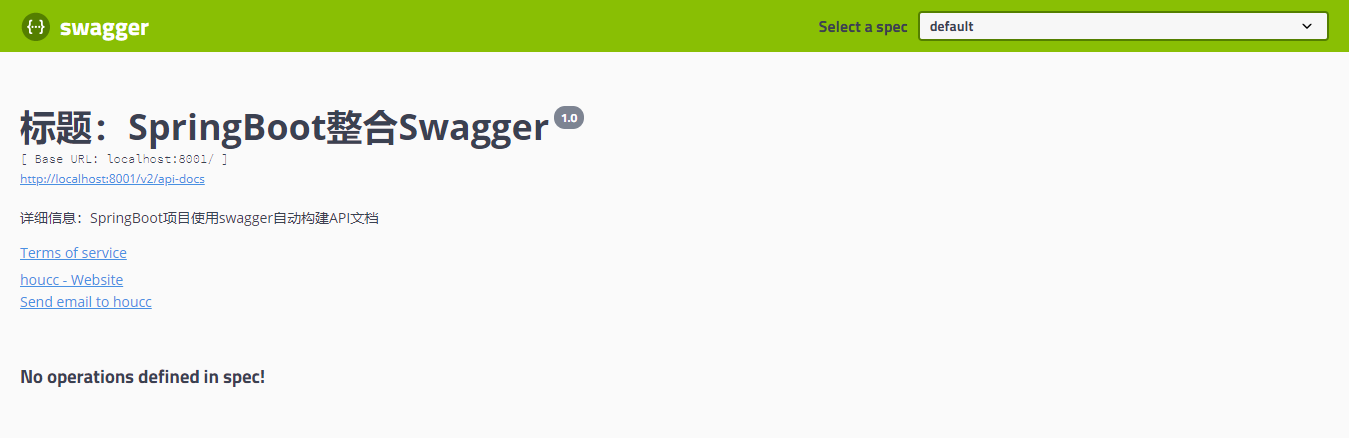 {···} swagger Select a spec default
标题：SpringBoot整合Swagger 1.0
[ Base URL: localhost:8001/ ]
http://localhost:8001/v2/api-docs
详细信息：SpringBoot项目使用swagger自动构建API文档
Terms of service
houcc - Website
Send email to houcc
No operations defined in spec!